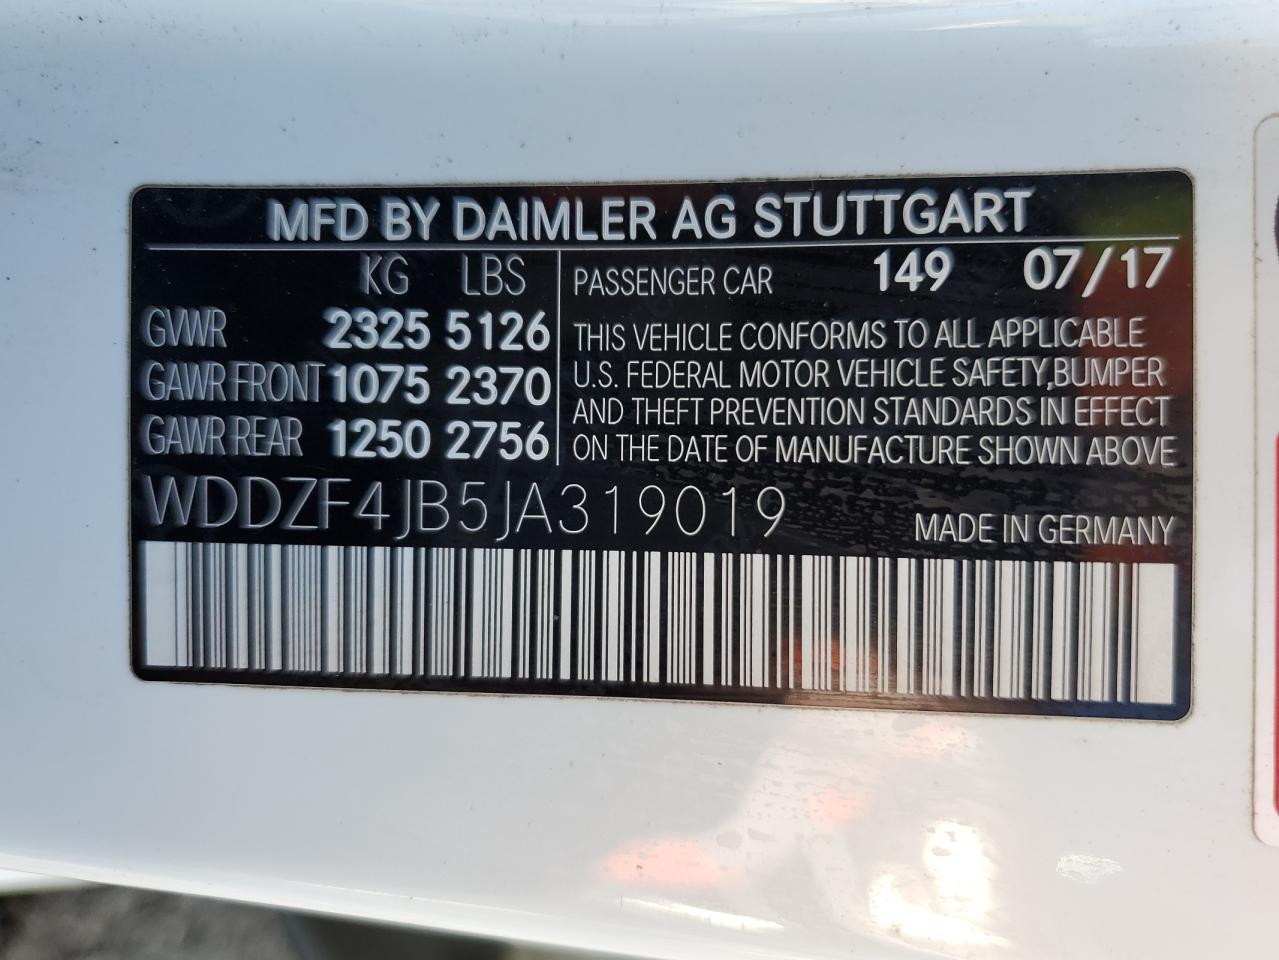 MFD BY DAIMLER AG STUTTGART
KG LBS
GVWR 2325 5126
GAWR FRONT 1075 2370
GAWR REAR 1250 2756
PASSENGER CAR 149 07/17
THIS VEHICLE CONFORMS TO ALL APPLICABLE
U.S. FEDERAL MOTOR VEHICLE SAFETY,BUMPER
AND THEFT PREVENTION STANDARDS IN EFFECT
ON THE DATE OF MANUFACTURE SHOWN ABOVE
WDDZF4JB5JA319019
MADE IN GERMANY